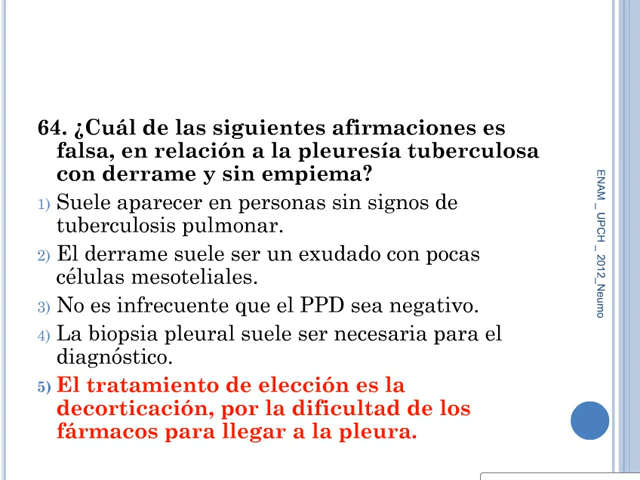 64. ¿Cuál de las siguientes afirmaciones es
falsa, en relación a la pleuresía tuberculosa
con derrame y sin empiema?
1) Suele aparecer en personas sin signos de
tuberculosis pulmonar.
2) El derrame suele ser un exudado con pocas
células mesoteliales.
3) No es infrecuente que el PPD sea negativo.
4) La biopsia pleural suele ser necesaria para el
diagnóstico.
5) El tratamiento de elección es la
decorticación, por la dificultad de los
fármacos para llegar a la pleura.
ENAM _ UPCH _ 2012_Neumo